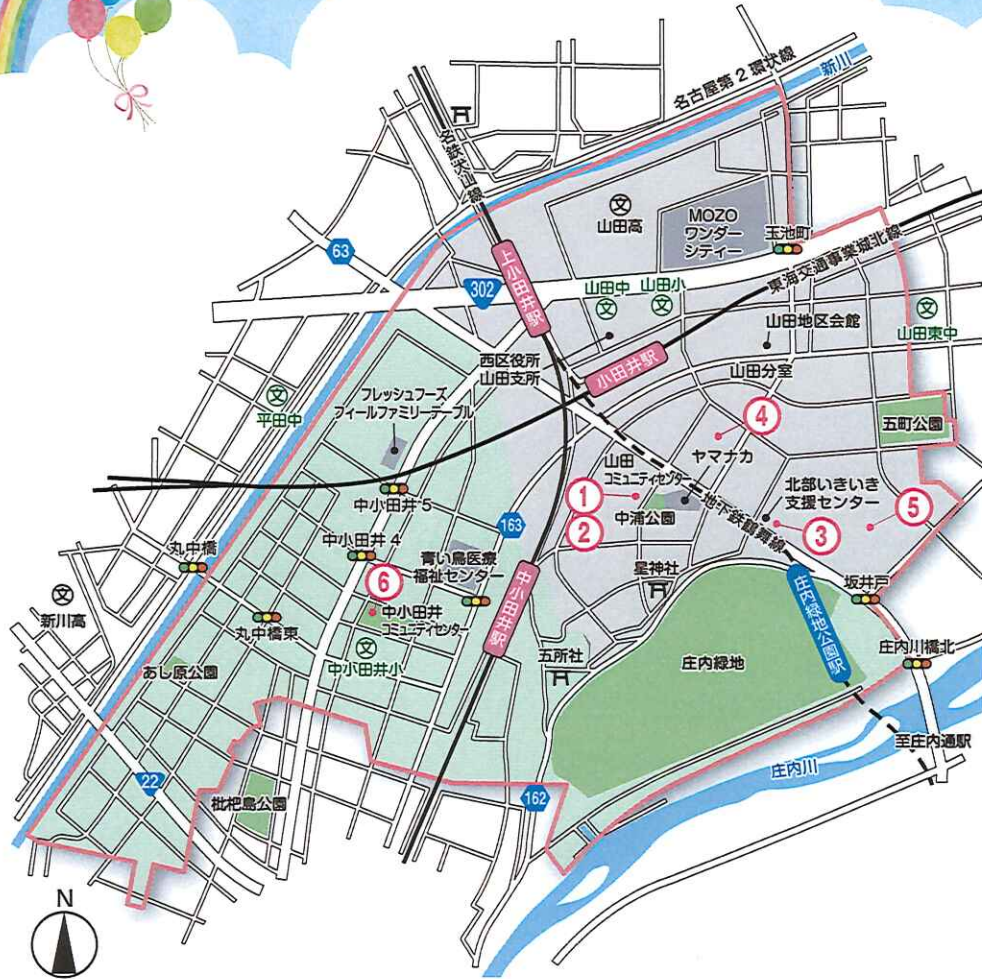 名古屋第2環状線
新川
名鉄犬山線
山田高
MOZO
ワンダー
シティー
玉池町
63
302
上小田井駅
山田中
山田小
東海交通事業城北線
山田東中
山田地区会館
西区役所
山田支所
小田井駅
山田分室
平田中
フレッシュフーズ
フィールファミリーテーブル
五町公園
④
ヤマナカ
山田
コミュニティセンター
地下鉄鶴舞線
北部いきいき
支援センター
①
②
中浦公園
③
⑤
中小田井5
163
中小田井4
丸中橋
青い鳥医療
福祉センター
⑥
中小田井
コミュニティセンター
中小田井駅
星神社
庄内緑地公園駅
坂井戸
新川高
丸中橋東
中小田井小
五所社
庄内緑地
庄内川橋北
あし原公園
至庄内通駅
庄内川
22
枇杷島公園
162
N